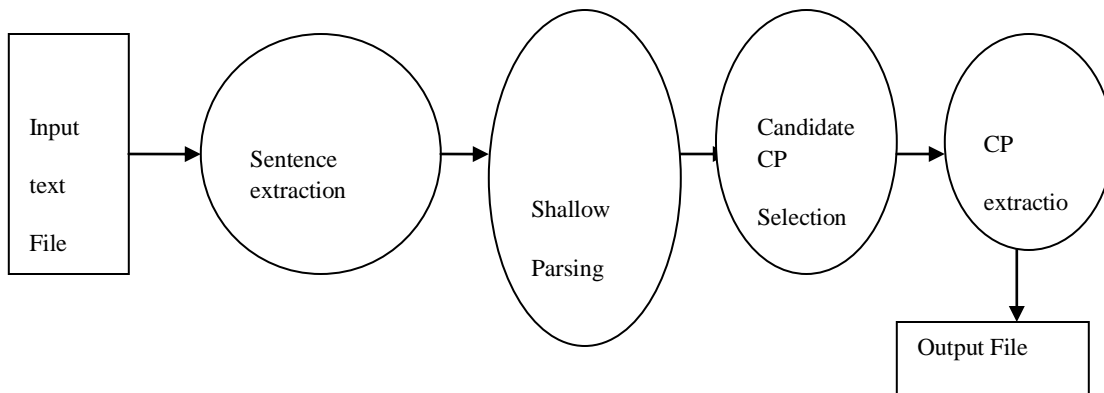 Input
text
File
Sentence
extraction
Shallow
Parsing
Candidate
CP
Selection
CP
extractio
Output File